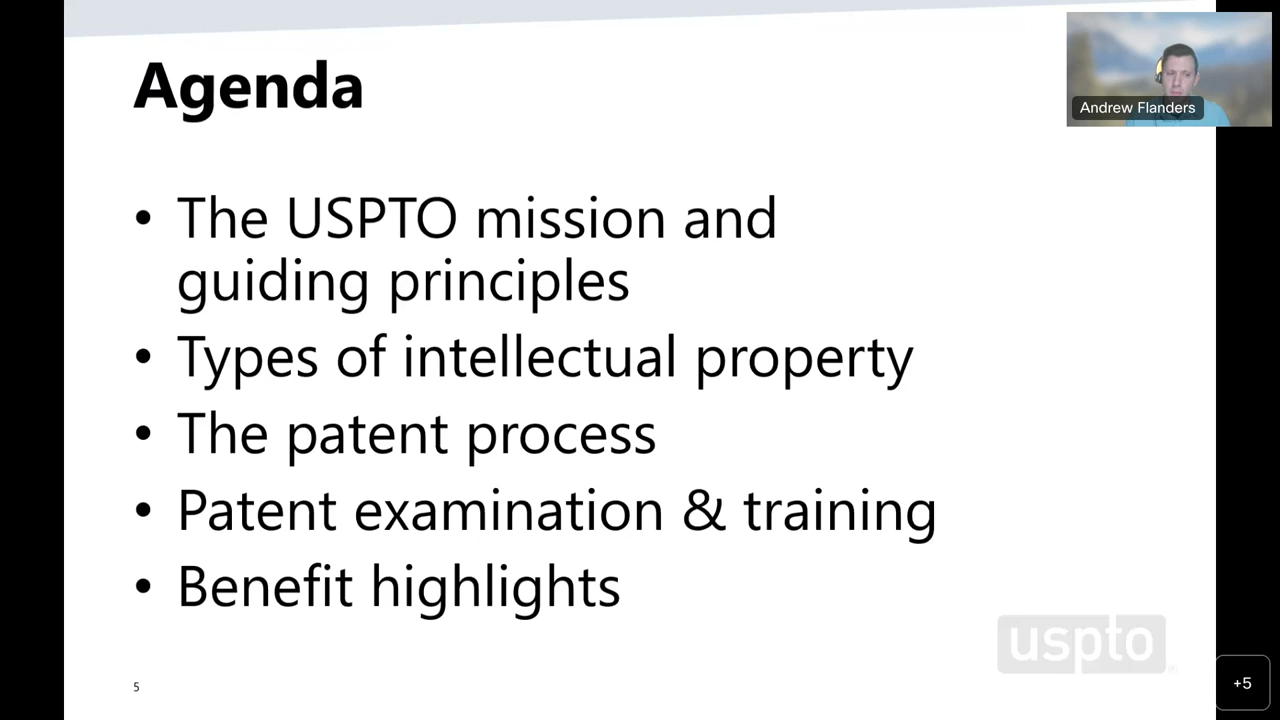 Agenda
Andrew Flanders
• The USPTO mission and
guiding principles
• Types of intellectual property
• The patent process
• Patent examination & training
• Benefit highlights
uspto
5
+5